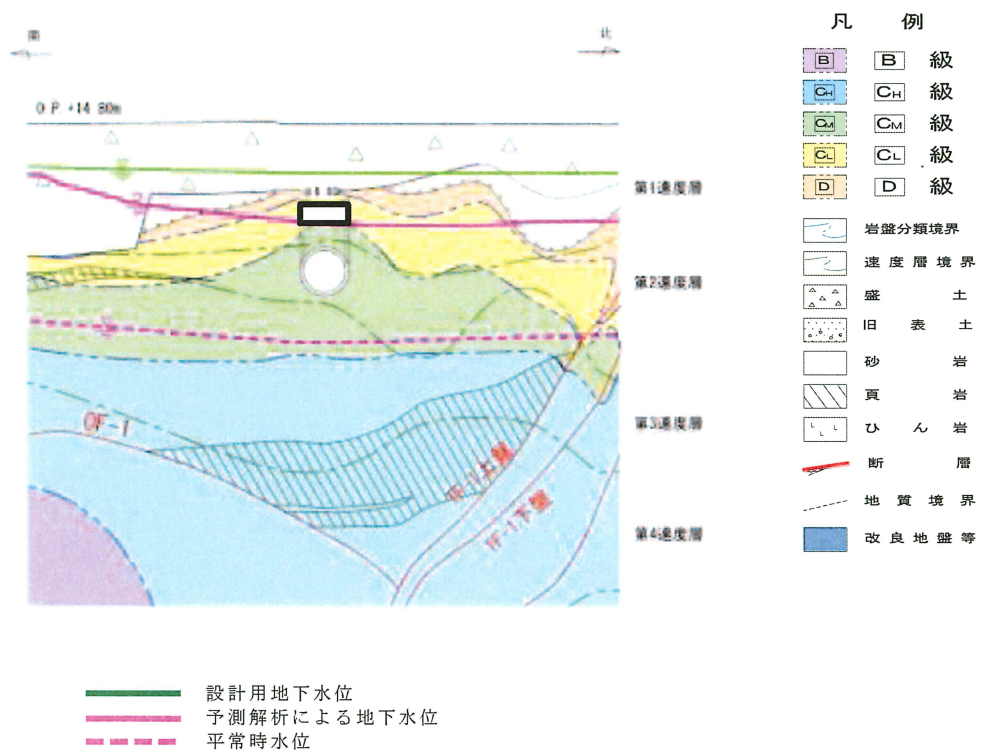 南
北
O.P.+14.80m
第1速度層
第2速度層
第3速度層
第4速度層
OF-1
凡 例
B B 級
CH CH 級
CM CM 級
CL CL 級
D D 級
岩盤分類境界
速度層境界
盛土
旧表土
砂岩
頁岩
ひん岩
断層
地質境界
改良地盤等
設計用地下水位
予測解析による地下水位
平常時水位